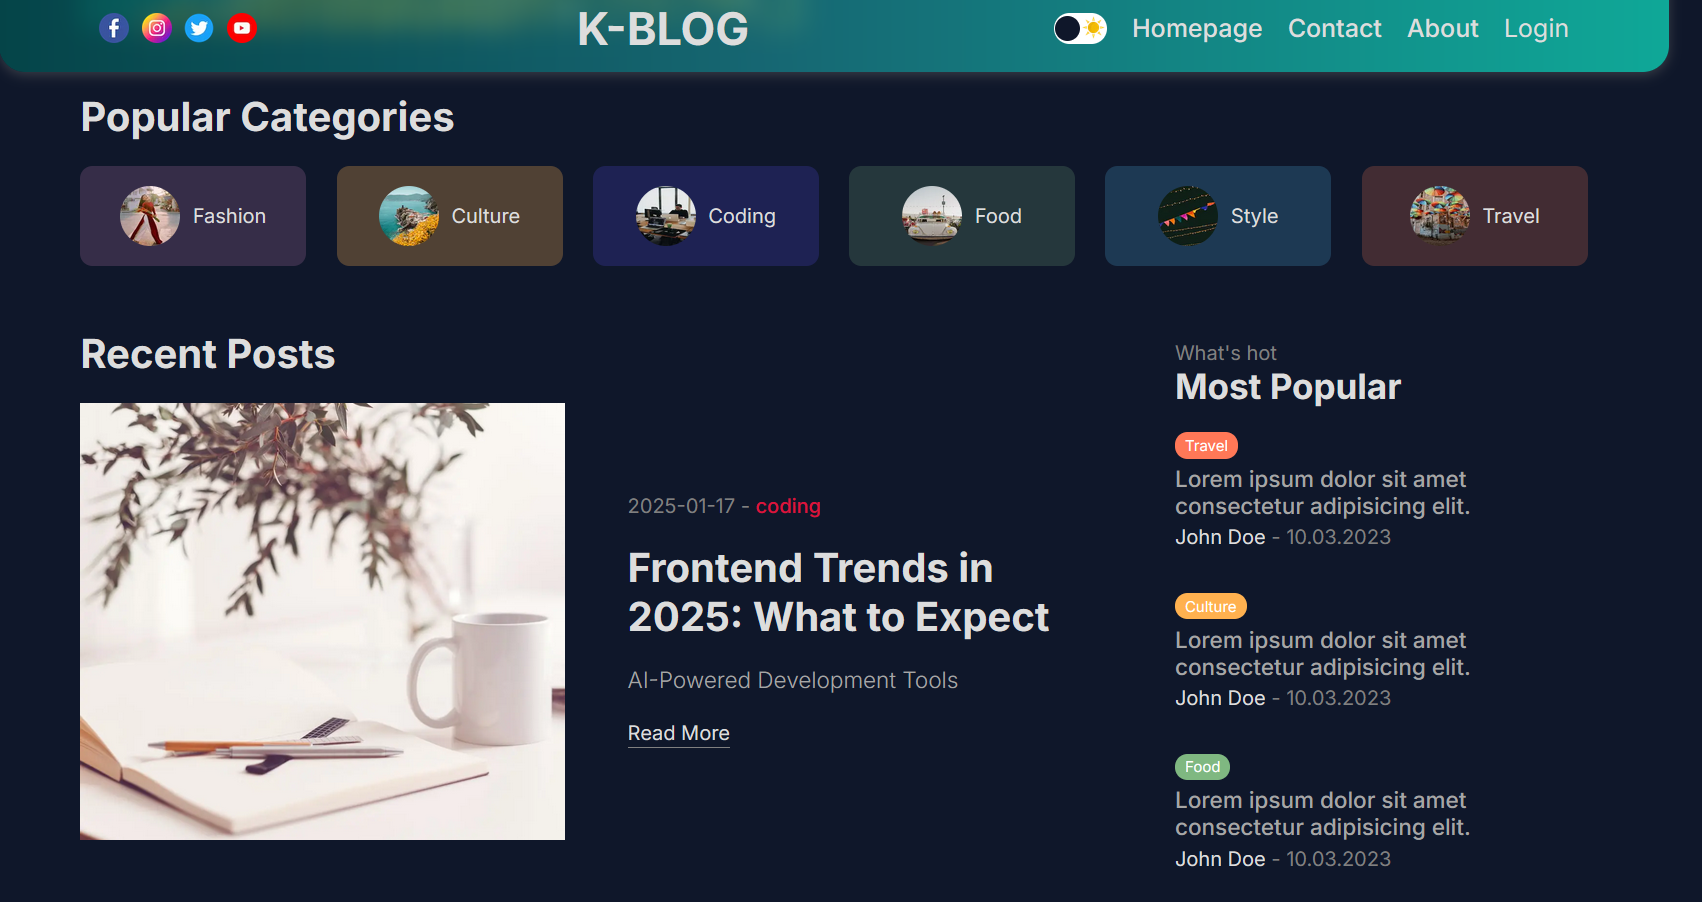 K-BLOG
Homepage Contact About Login
Popular Categories
Fashion
Culture
Coding
Food
Style
Travel
Recent Posts
2025-01-17 - coding
Frontend Trends in
2025: What to Expect
AI-Powered Development Tools
Read More
What's hot
Most Popular
Travel
Lorem ipsum dolor sit amet
consectetur adipisicing elit.
John Doe - 10.03.2023
Culture
Lorem ipsum dolor sit amet
consectetur adipisicing elit.
John Doe - 10.03.2023
Food
Lorem ipsum dolor sit amet
consectetur adipisicing elit.
John Doe - 10.03.2023